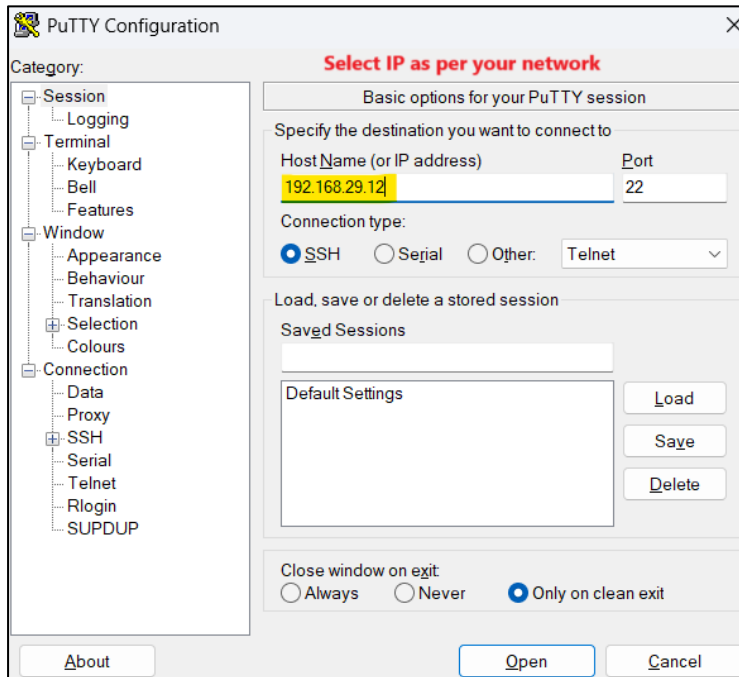 PuTTY Configuration
Select IP as per your network
Category:
Session
Logging
Terminal
Keyboard
Bell
Features
Window
Appearance
Behaviour
Translation
Selection
Colours
Connection
Data
Proxy
SSH
Serial
Telnet
Rlogin
SUPDUP
Basic options for your PuTTY session
Specify the destination you want to connect to
Host Name (or IP address) Port
192.168.29.12 22
Connection type:
SSH Serial Other: Telnet
Load, save or delete a stored session
Saved Sessions
Default Settings
Load
Save
Delete
Close window on exit:
Always Never Only on clean exit
About Open Cancel